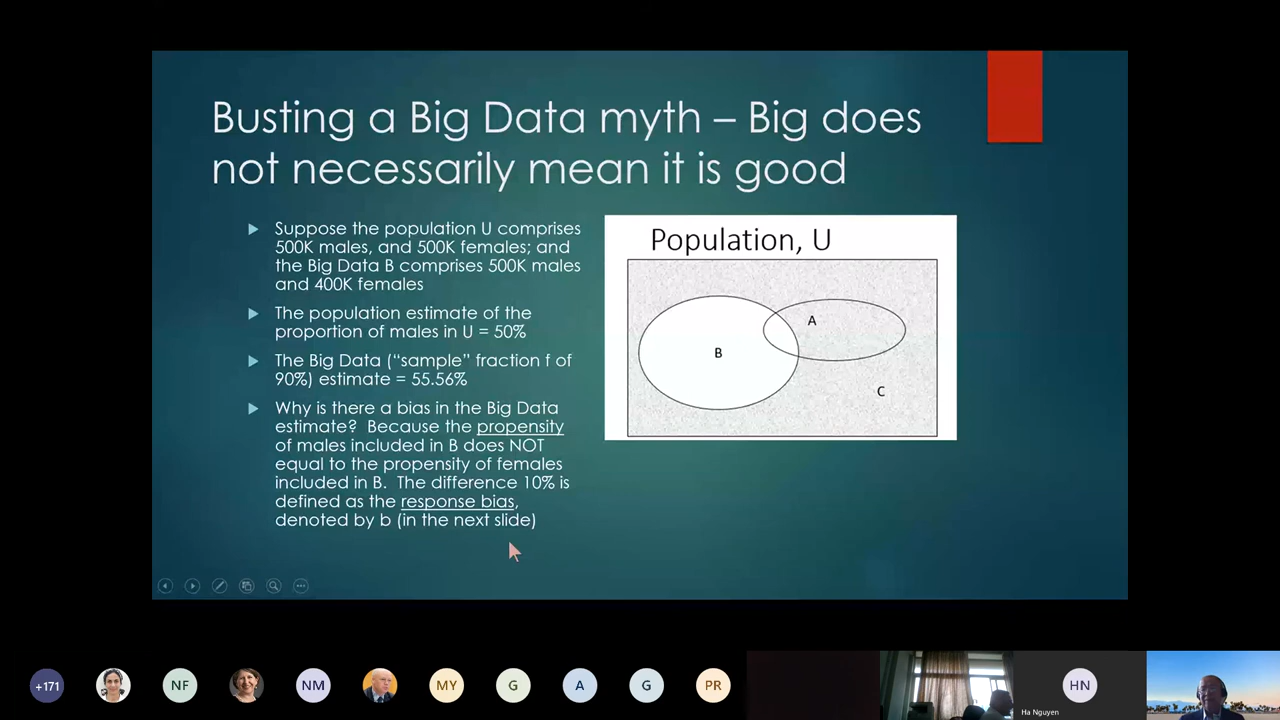 Busting a Big Data myth – Big does
not necessarily mean it is good
Suppose the population U comprises
500K males, and 500K females; and
the Big Data B comprises 500K males
and 400K females
The population estimate of the
proportion of males in U = 50%
The Big Data (“sample” fraction f of
90%) estimate = 55.56%
Why is there a bias in the Big Data
estimate? Because the propensity
of males included in B does NOT
equal to the propensity of females
included in B. The difference 10% is
defined as the response bias,
denoted by b (in the next slide)
Population, U
A
B
C
+171
NF
NM
MY
G
A
G
PR
HN
Ha Nguyen